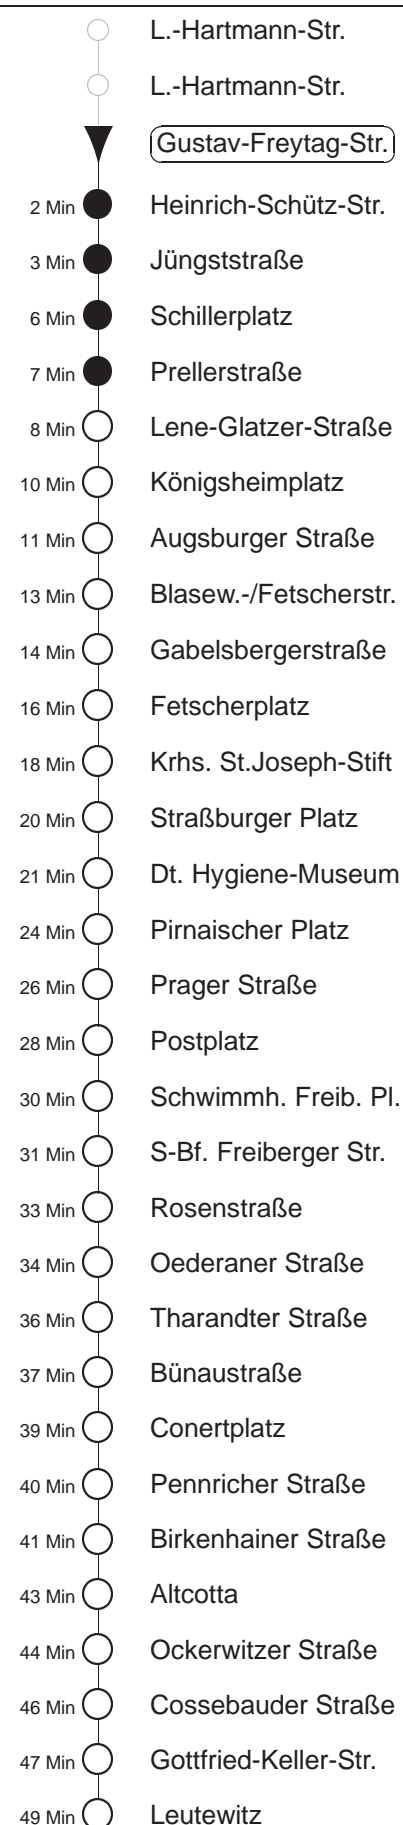 L.-Hartmann-Str.
L.-Hartmann-Str.
Gustav-Freytag-Str.
2 Min Heinrich-Schütz-Str.
3 Min Jüngststraße
6 Min Schillerplatz
7 Min Prellerstraße
8 Min Lene-Glatzer-Straße
10 Min Königsheimplatz
11 Min Augsburger Straße
13 Min Blasew.-/Fetscherstr.
14 Min Gabelsbergerstraße
16 Min Fetscherplatz
18 Min Krhs. St.Joseph-Stift
20 Min Straßburger Platz
21 Min Dt. Hygiene-Museum
24 Min Pirnaischer Platz
26 Min Prager Straße
28 Min Postplatz
30 Min Schwimmh. Freib. Pl.
31 Min S-Bf. Freiberger Str.
33 Min Rosenstraße
34 Min Oederaner Straße
36 Min Tharandter Straße
37 Min Bünaustraße
39 Min Conertplatz
40 Min Pennricher Straße
41 Min Birkenhainer Straße
43 Min Altcotta
44 Min Ockerwitzer Straße
46 Min Cossebauder Straße
47 Min Gottfried-Keller-Str.
49 Min Leutewitz